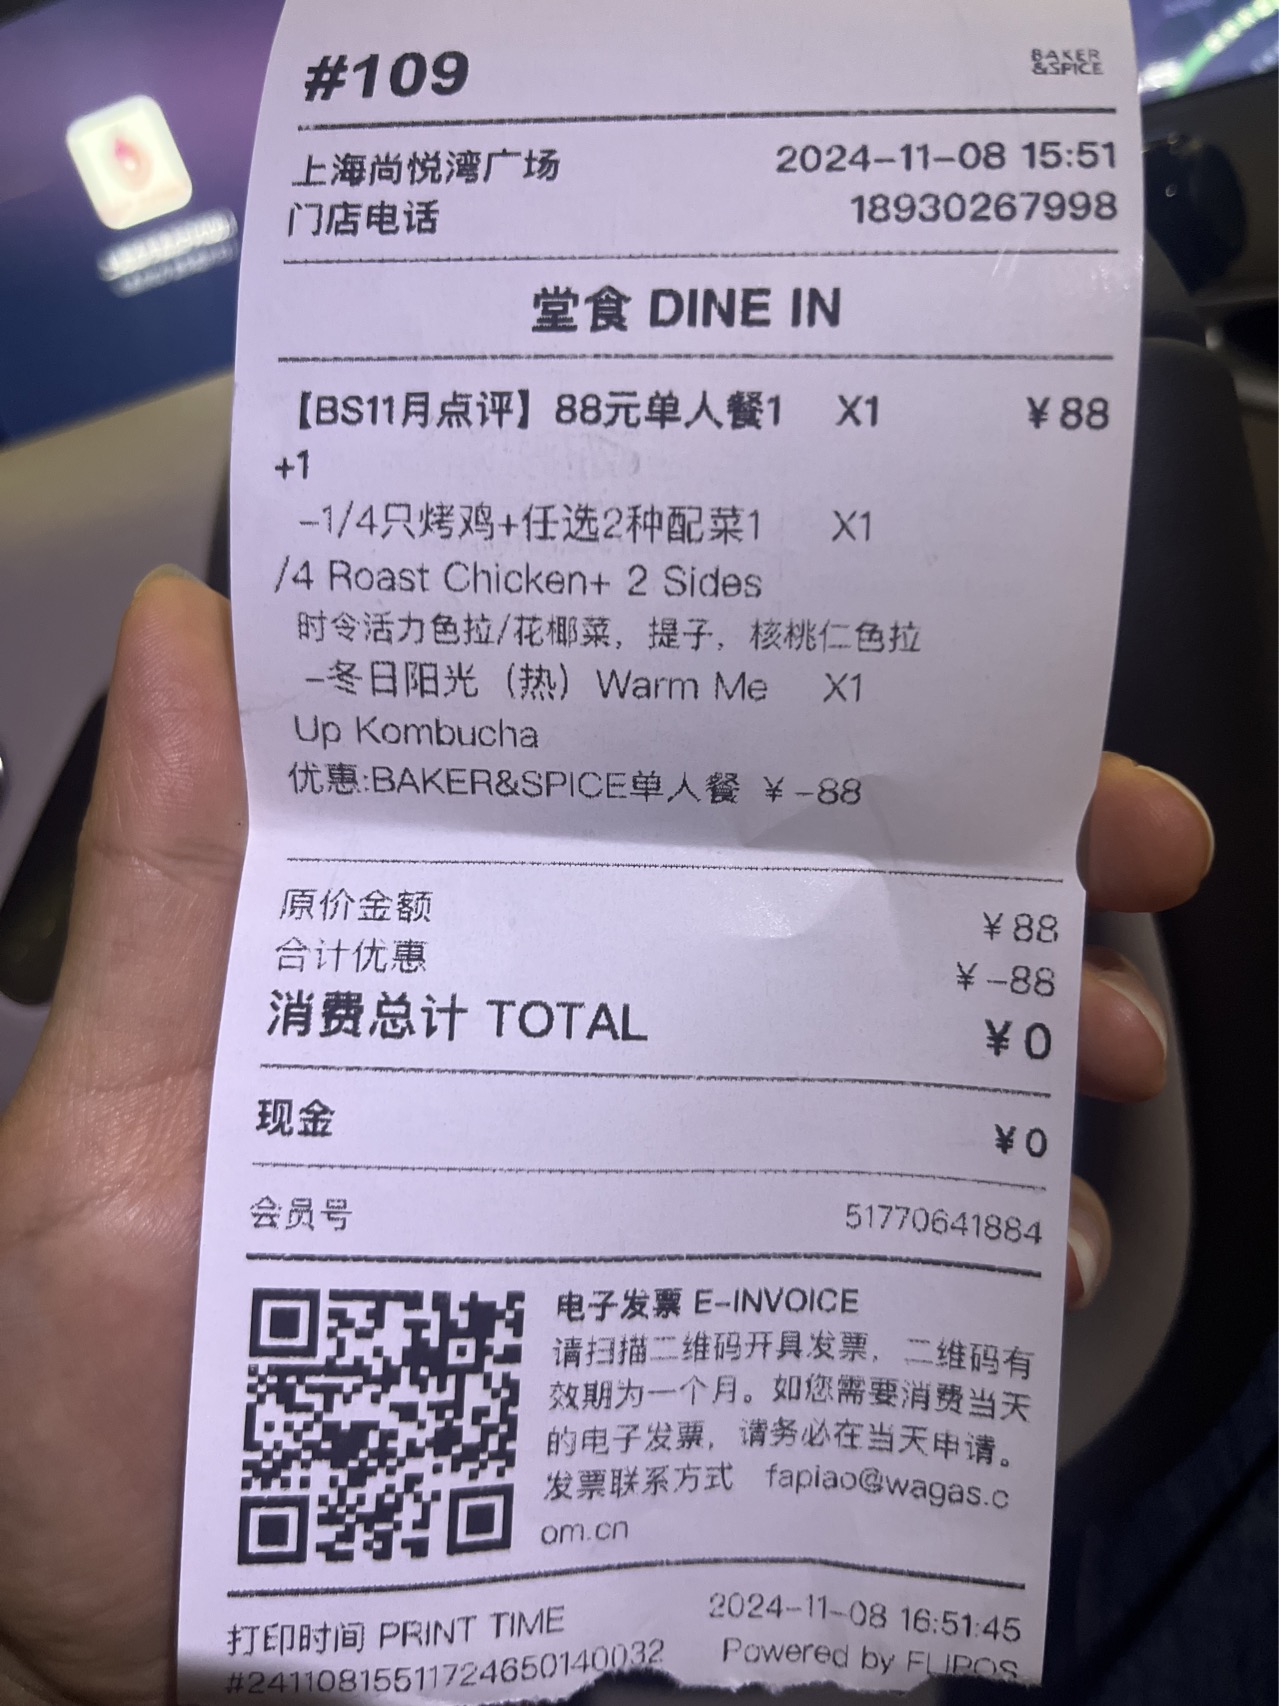 #109
BAKER
&SPICE
上海尚悦湾广场 2024-11-08 15:51
门店电话 18930267998
堂食 DINE IN
【BS11月点评】88元单人餐1 X1 ¥88
+1
-1/4只烤鸡+任选2种配菜1 X1
/4 Roast Chicken+ 2 Sides
时令活力色拉/花椰菜，提子，核桃仁色拉
-冬日阳光（热）Warm Me X1
Up Kombucha
优惠:BAKER&SPICE单人餐 ¥-88
原价金额 ¥88
合计优惠 ¥-88
消费总计 TOTAL ¥0
现金 ¥0
会员号 51770641884
电子发票 E-INVOICE
请扫描二维码开具发票，二维码有
效期为一个月。如您需要消费当天
的电子发票，请务必在当天申请。
发票联系方式 fapiao@wagas.c
om.cn
打印时间 PRINT TIME 2024-11-08 16:51:45
#24110815511724650140032 Powered by FLIPOS